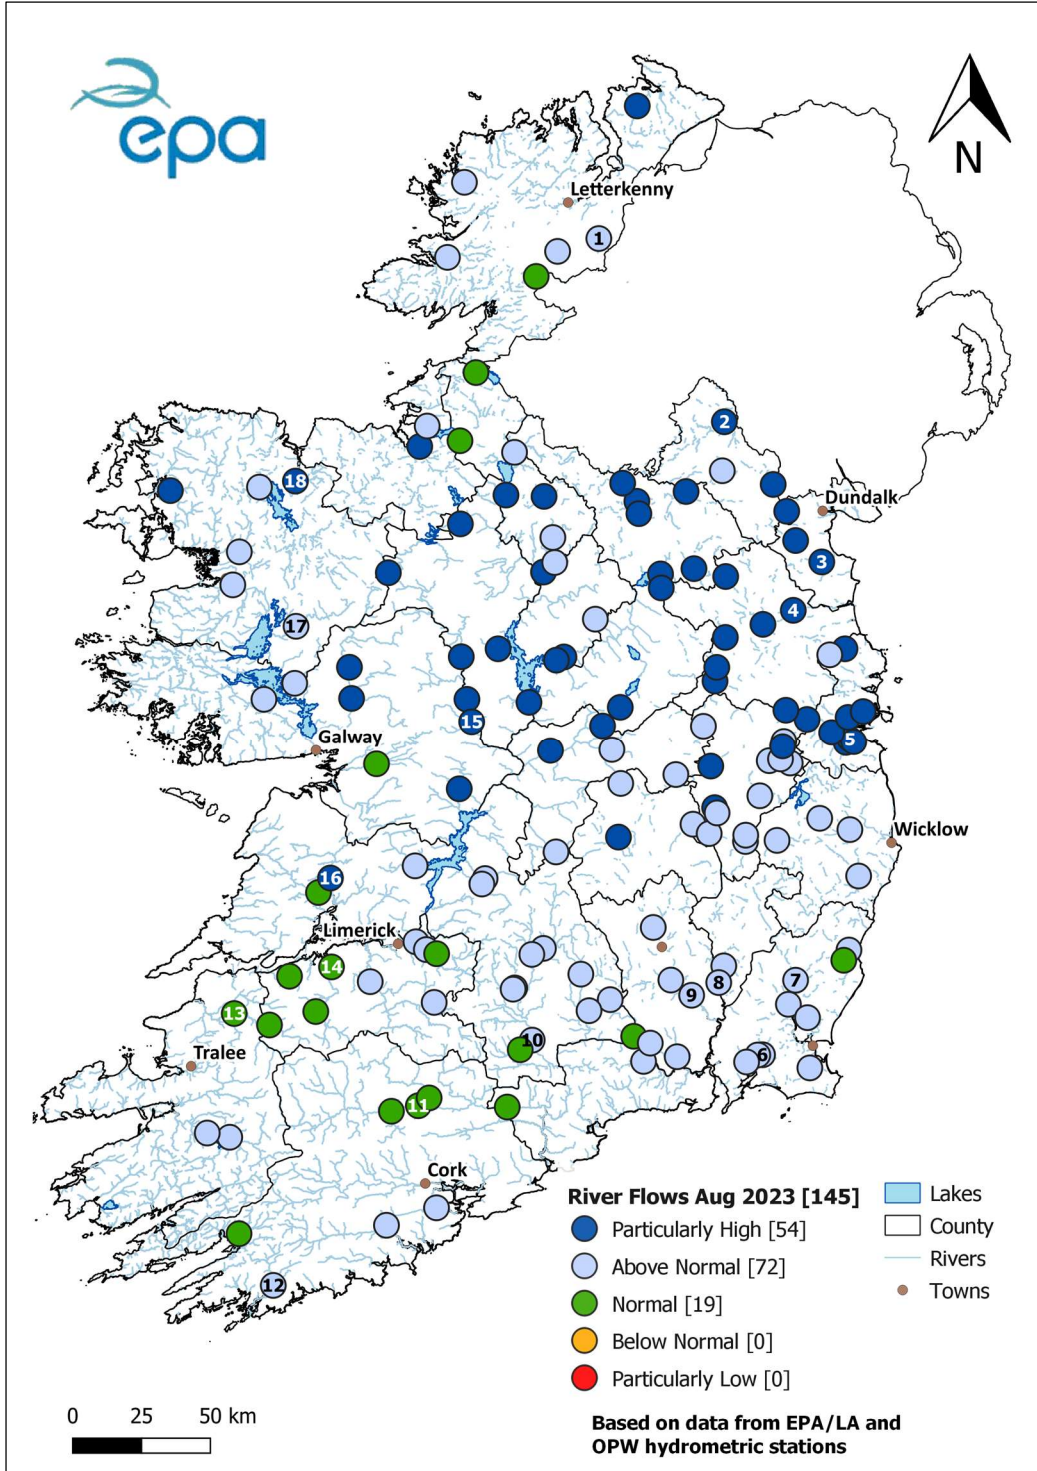 epa
N
Letterkenny
1
2
18
Dundalk
3
4
17
15
Galway
5
Wicklow
16
Limerick
14
7
8
9
13
10
6
Tralee
11
Cork
12
River Flows Aug 2023 [145]
Particularly High [54]
Above Normal [72]
Normal [19]
Below Normal [0]
Particularly Low [0]
Lakes
County
Rivers
Towns
0 25 50 km
Based on data from EPA/LA and
OPW hydrometric stations